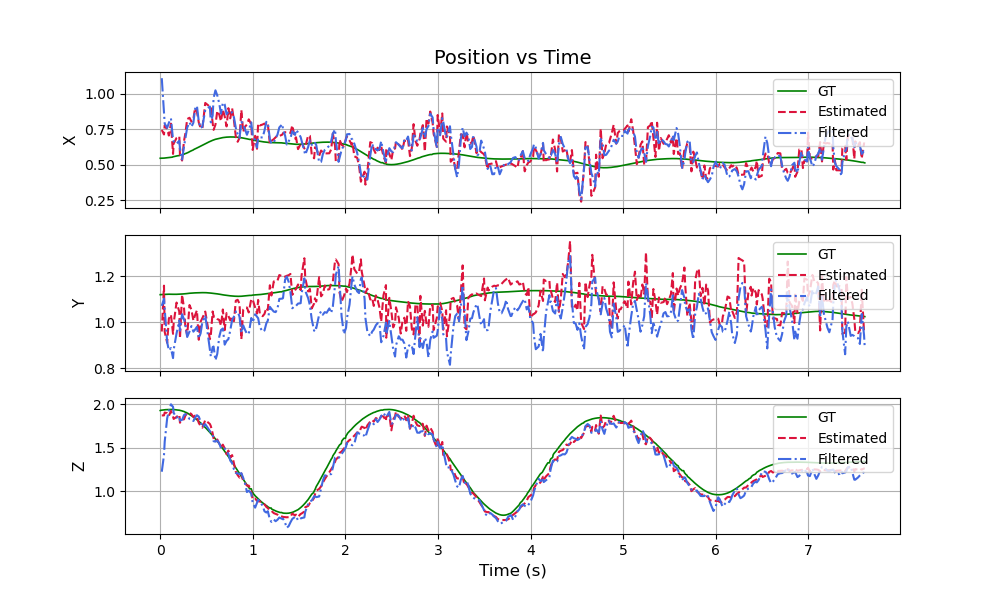 Position vs Time
X
1.00
0.75
0.50
0.25
GT
Estimated
Filtered
Y
1.2
1.0
0.8
GT
Estimated
Filtered
Z
2.0
1.5
1.0
GT
Estimated
Filtered
0 1 2 3 4 5 6 7
Time (s)